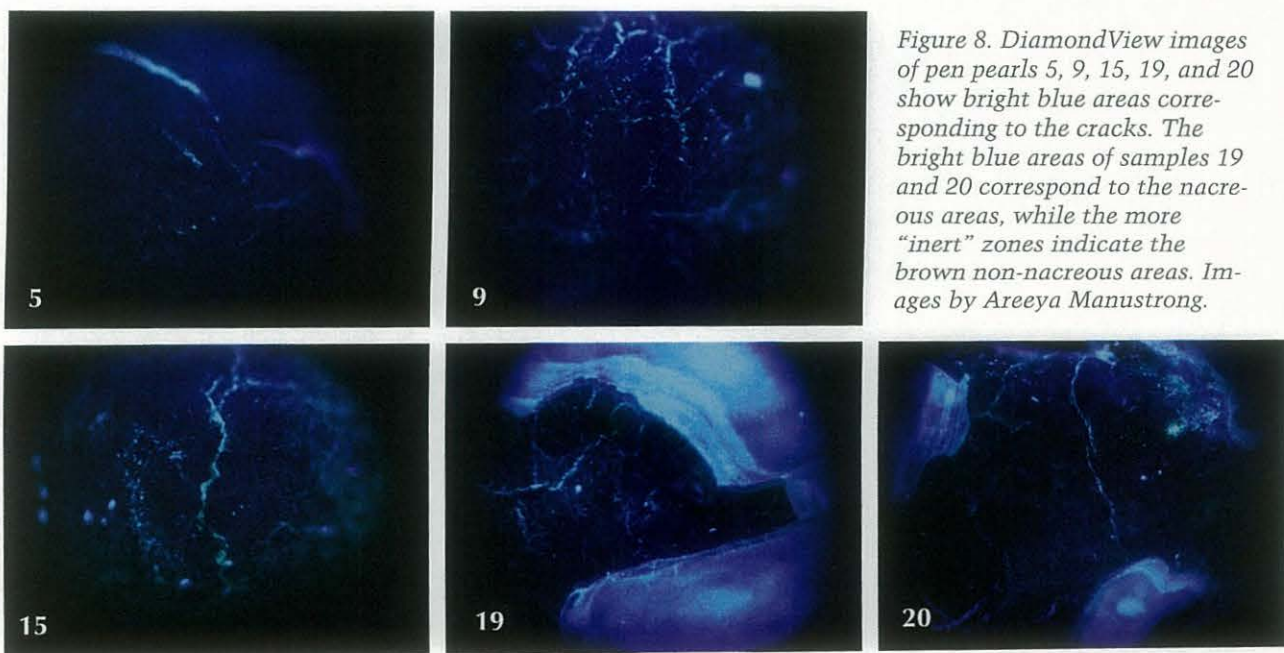 Figure 8. DiamondView images
of pen pearls 5, 9, 15, 19, and 20
show bright blue areas corre-
sponding to the cracks. The
bright blue areas of samples 19
and 20 correspond to the nacre-
ous areas, while the more
"inert" zones indicate the
brown non-nacreous areas. Im-
ages by Areeya Manustrong.
5
9
15
19
20